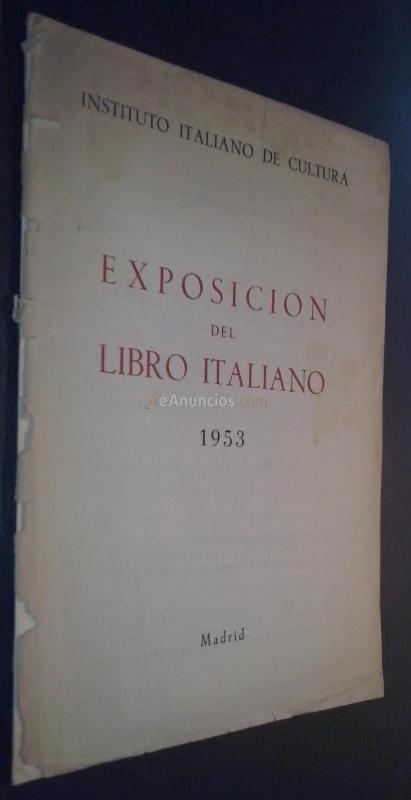 INSTITUTO ITALIANO DE CULTURA
EXPOSICION
DEL
LIBRO ITALIANO
eAnuncios.com
1953
Madrid